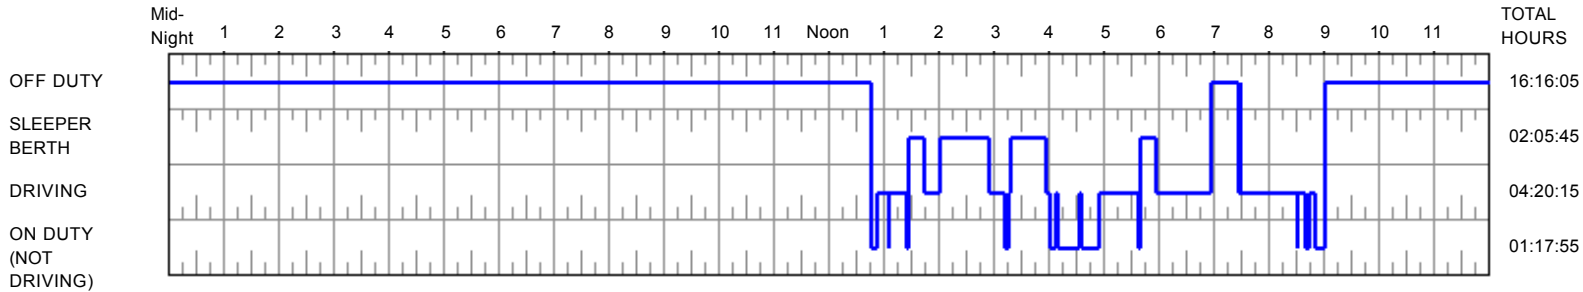 Mid-
Night 1 2 3 4 5 6 7 8 9 10 11 Noon 1 2 3 4 5 6 7 8 9 10 11
TOTAL
HOURS
OFF DUTY 16:16:05
SLEEPER
BERTH 02:05:45
DRIVING 04:20:15
ON DUTY
(NOT
DRIVING) 01:17:55